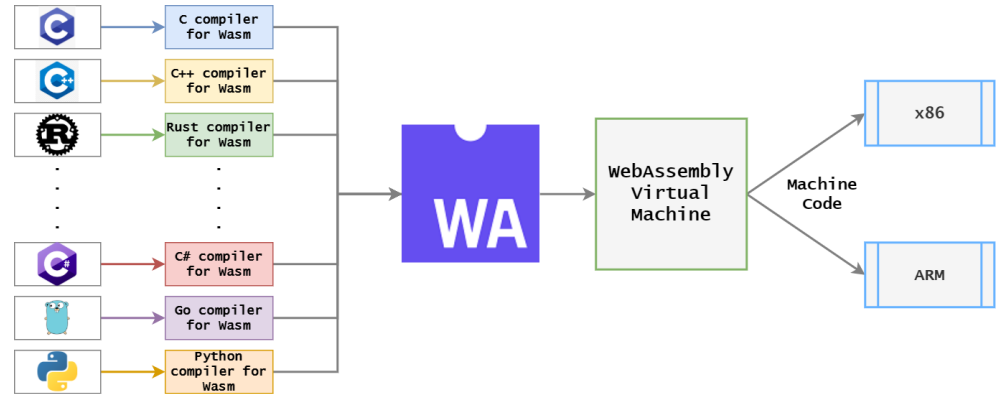 C
C compiler
for Wasm
C++
C++ compiler
for Wasm
R
Rust compiler
for Wasm
C#
C# compiler
for Wasm
Go compiler
for Wasm
Python
compiler for
Wasm
WA
WebAssembly
Virtual
Machine
Machine
Code
x86
ARM